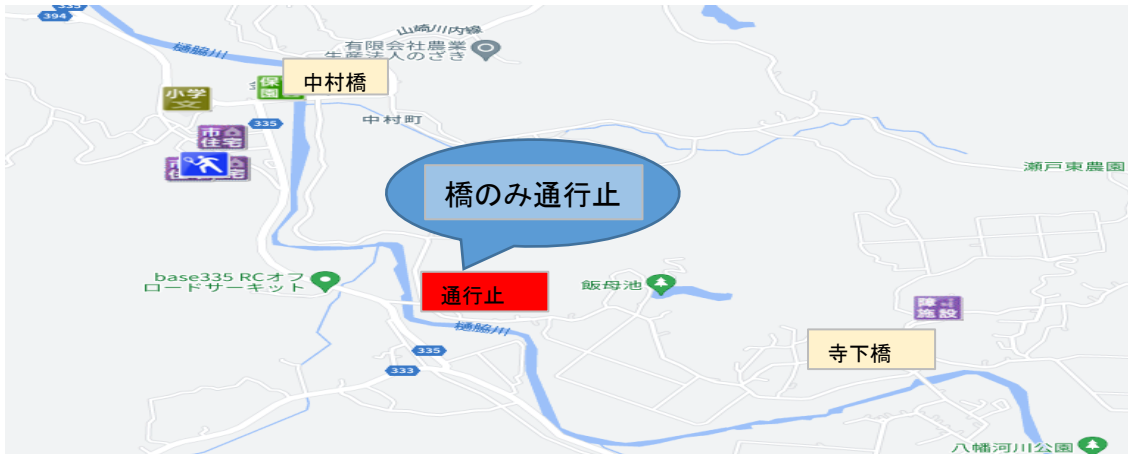 394
335
山崎川内線
樋脇川
有限会社農業
生産法人のざき
保
園
中村橋
小学
文
335
中村町
市
住宅
市
住宅
瀬戸東農園
橋のみ通行止
base335 RCオフ
ロードサーキット
通行止
飯母池
障
施設
樋脇川
寺下橋
335
333
八幡河川公園